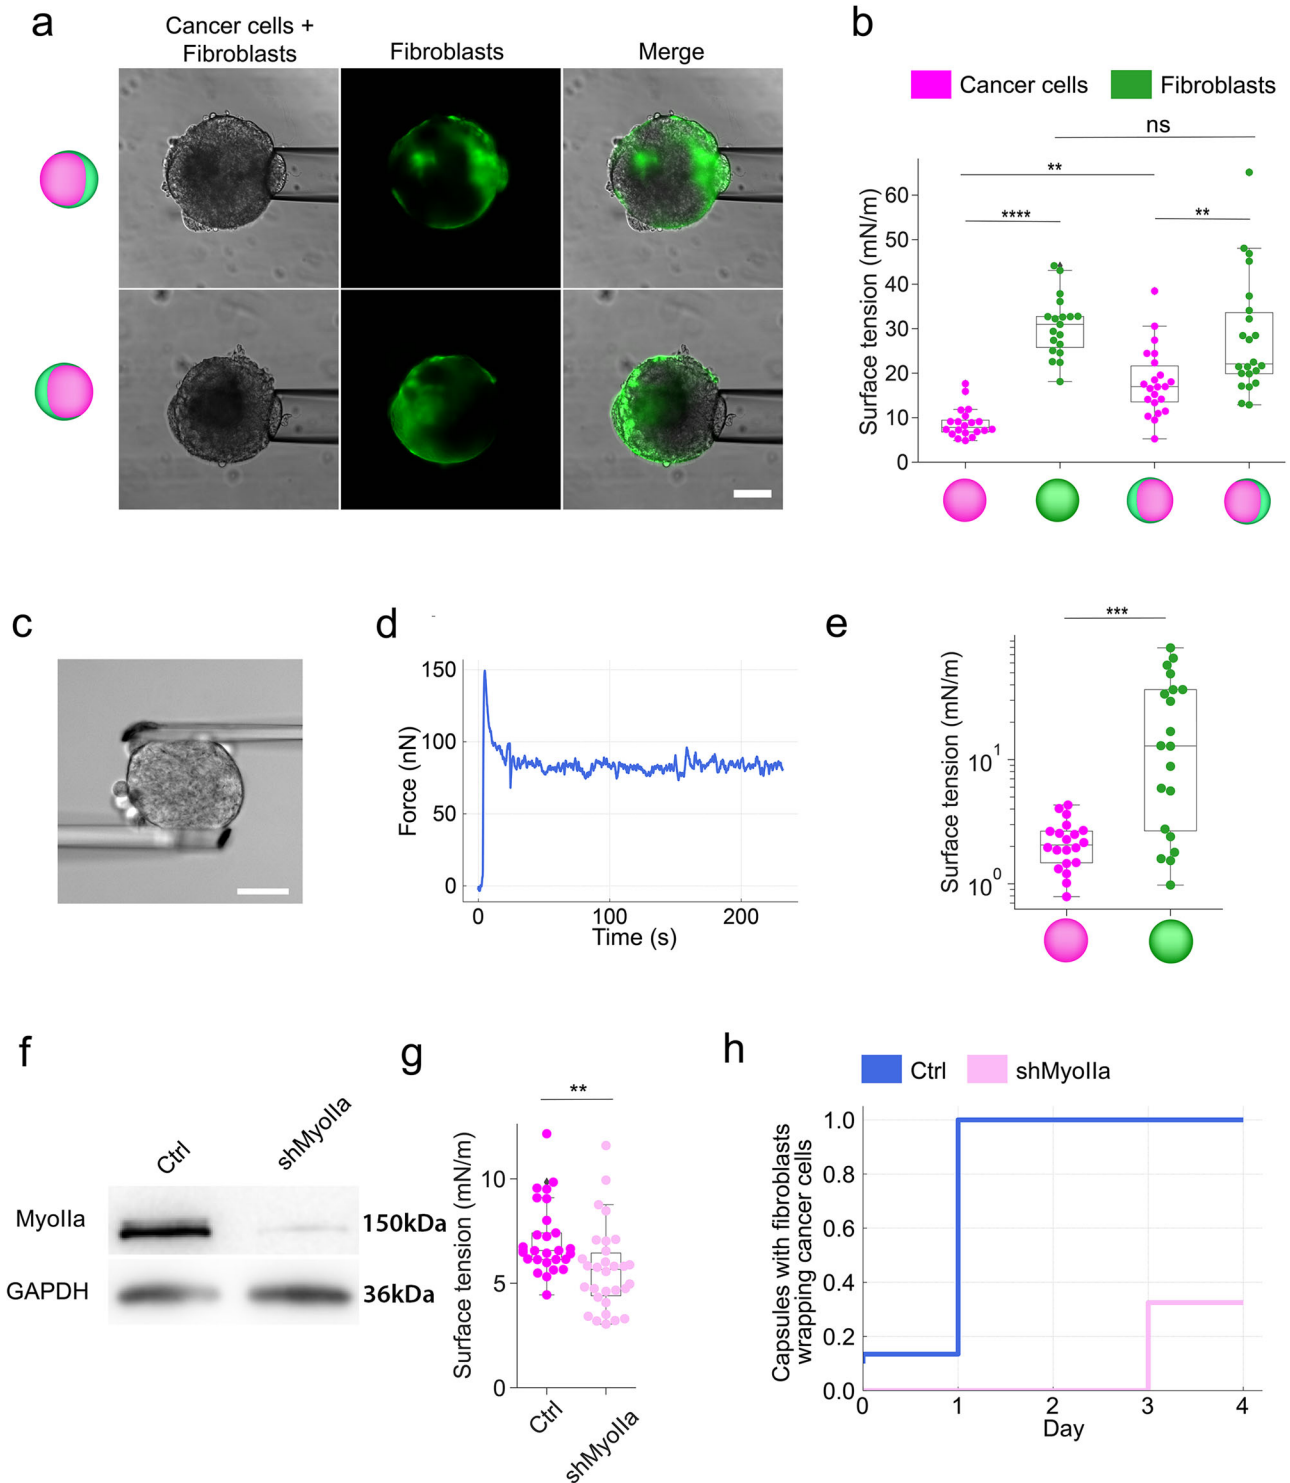 a
Cancer cells +
Fibroblasts
Fibroblasts
Merge
b
Cancer cells
Fibroblasts
ns
**
****
**
Surface tension (mN/m)
60
50
40
30
20
10
0
c
d
Force (nN)
150
100
50
0
0
100
200
Time (s)
e
***
Surface tension (mN/m)
10¹
10⁰
f
Ctrl
shMyoIIa
MyoIIa
150kDa
GAPDH
36kDa
g
**
Surface tension (mN/m)
10
5
0
Ctrl
shMyoIIa
h
Ctrl
shMyoIIa
Capsules with fibroblasts
wrapping cancer cells
1.0
0.8
0.6
0.4
0.2
0.0
0
1
2
3
4
Day